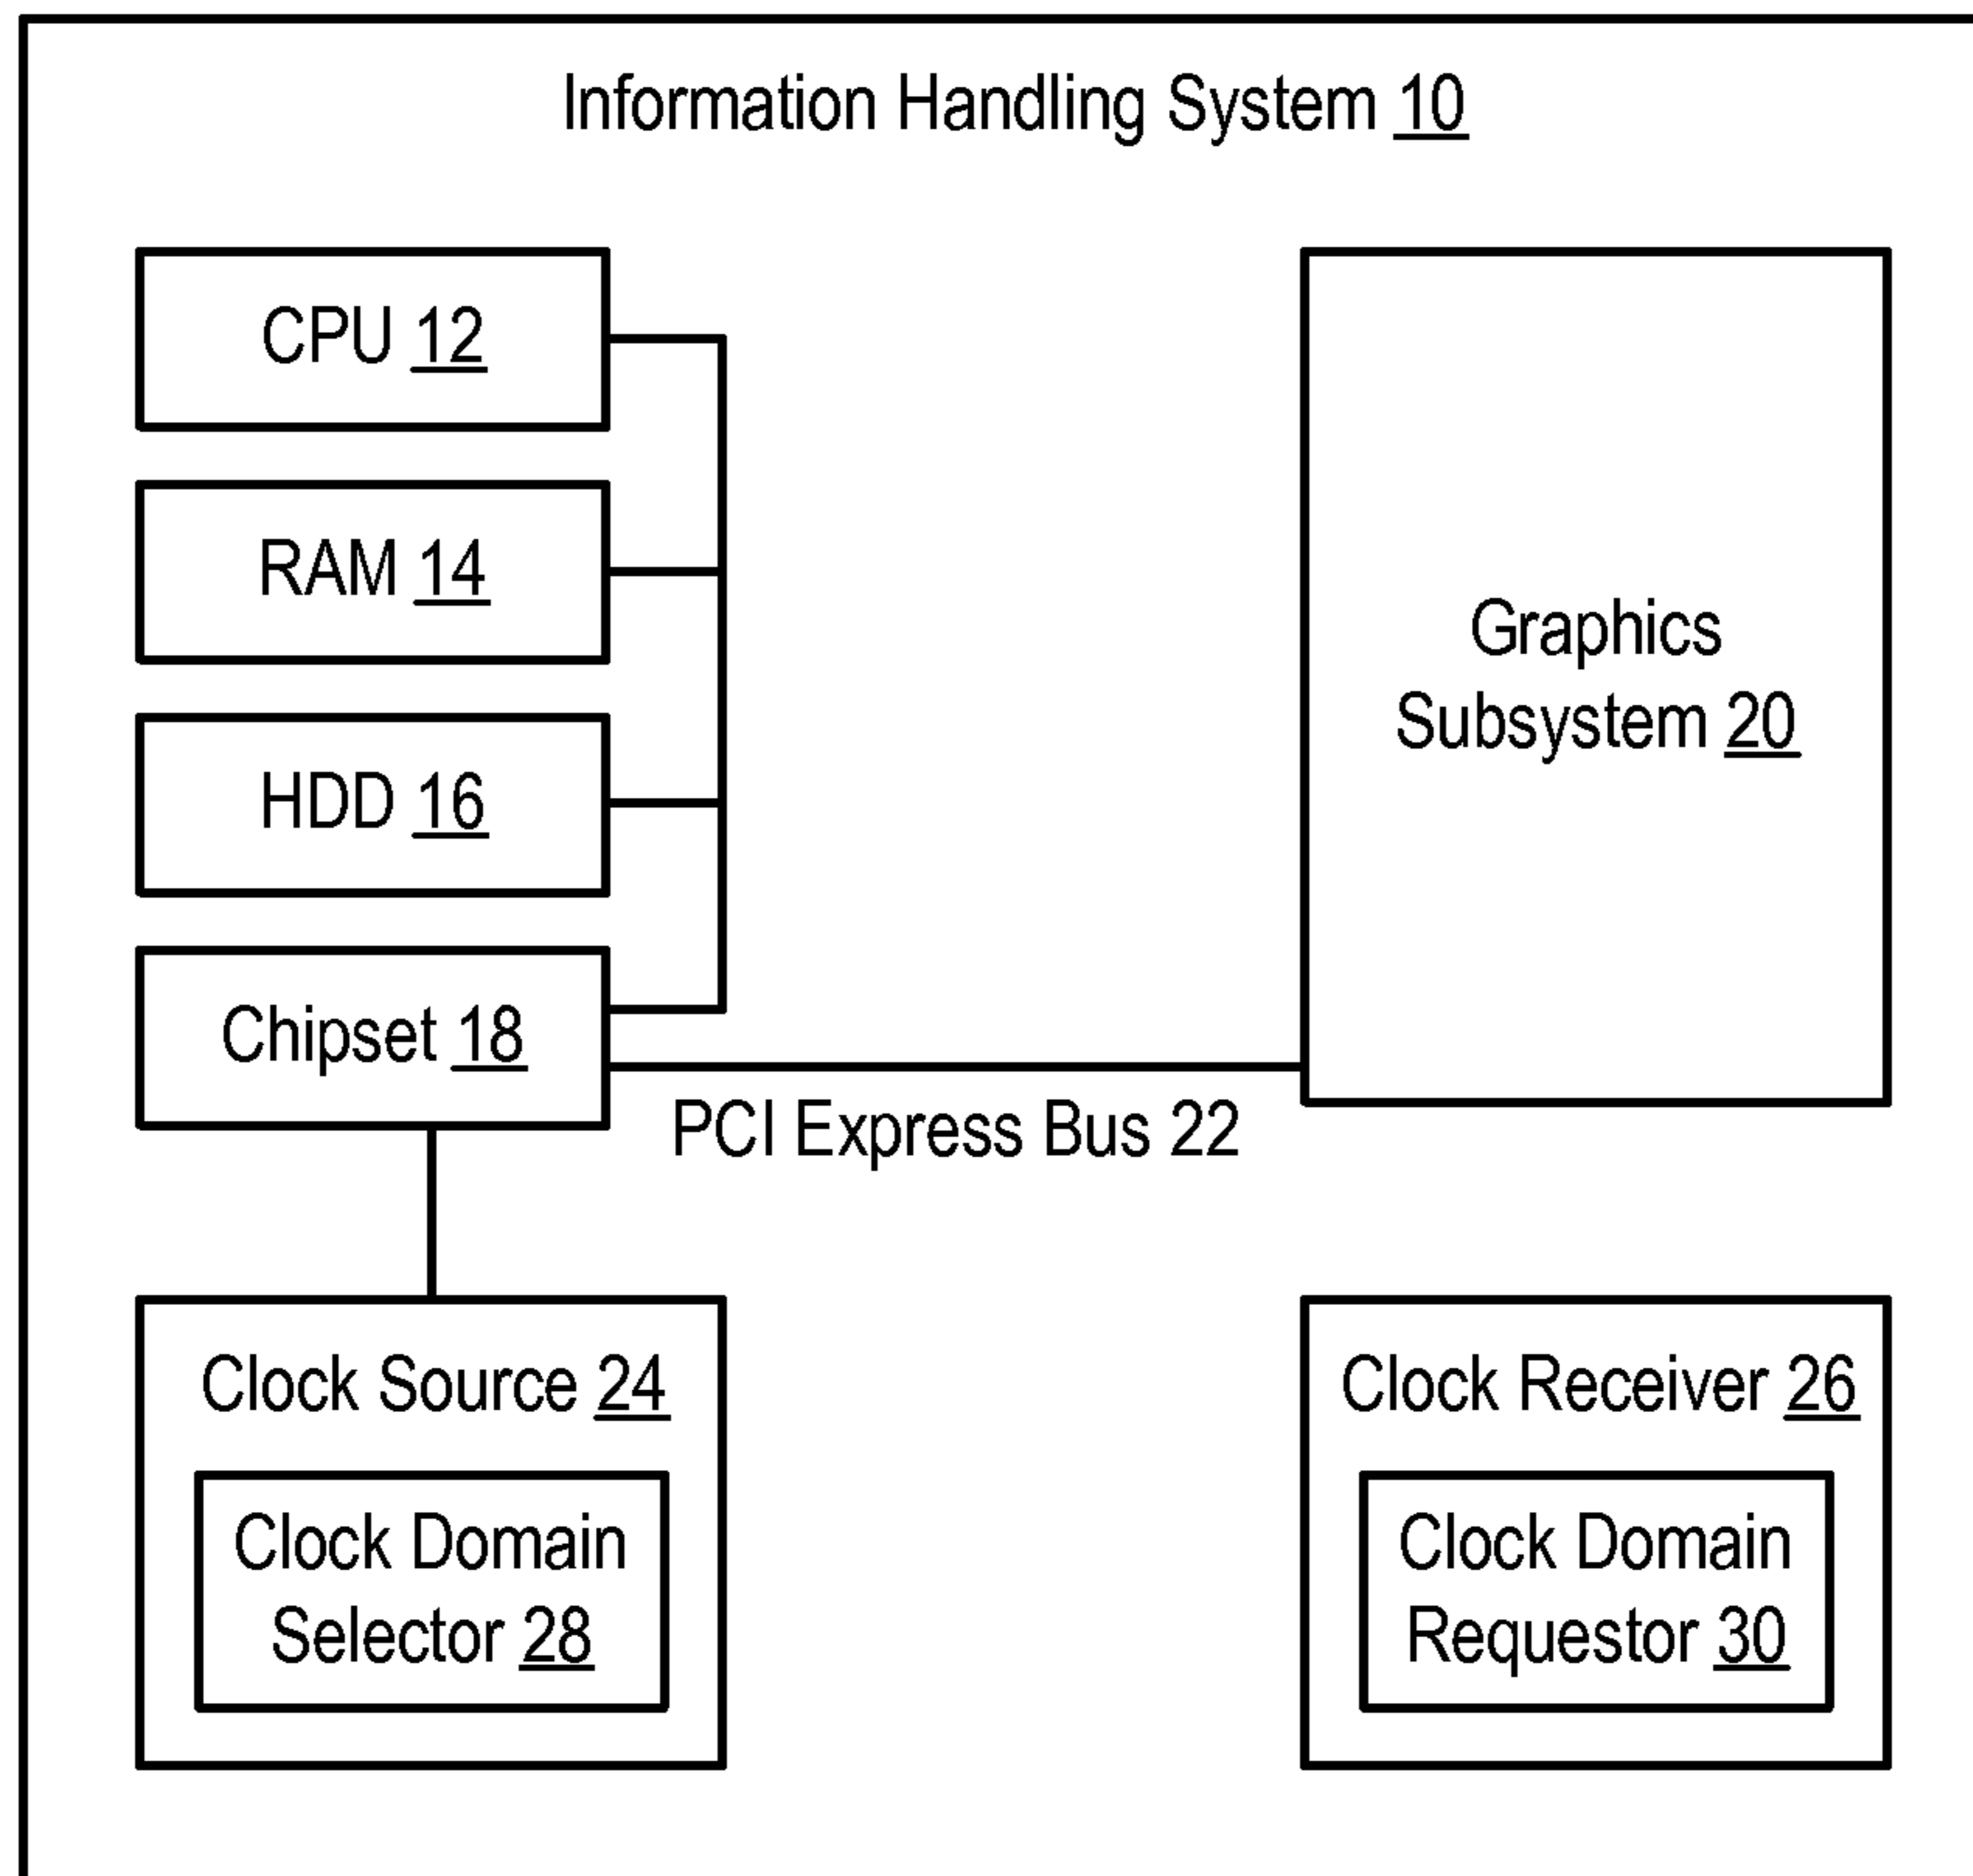 Information Handling System 10
CPU 12
RAM 14
HDD 16
Chipset 18
Graphics
Subsystem 20
PCI Express Bus 22
Clock Source 24
Clock Domain
Selector 28
Clock Receiver 26
Clock Domain
Requestor 30